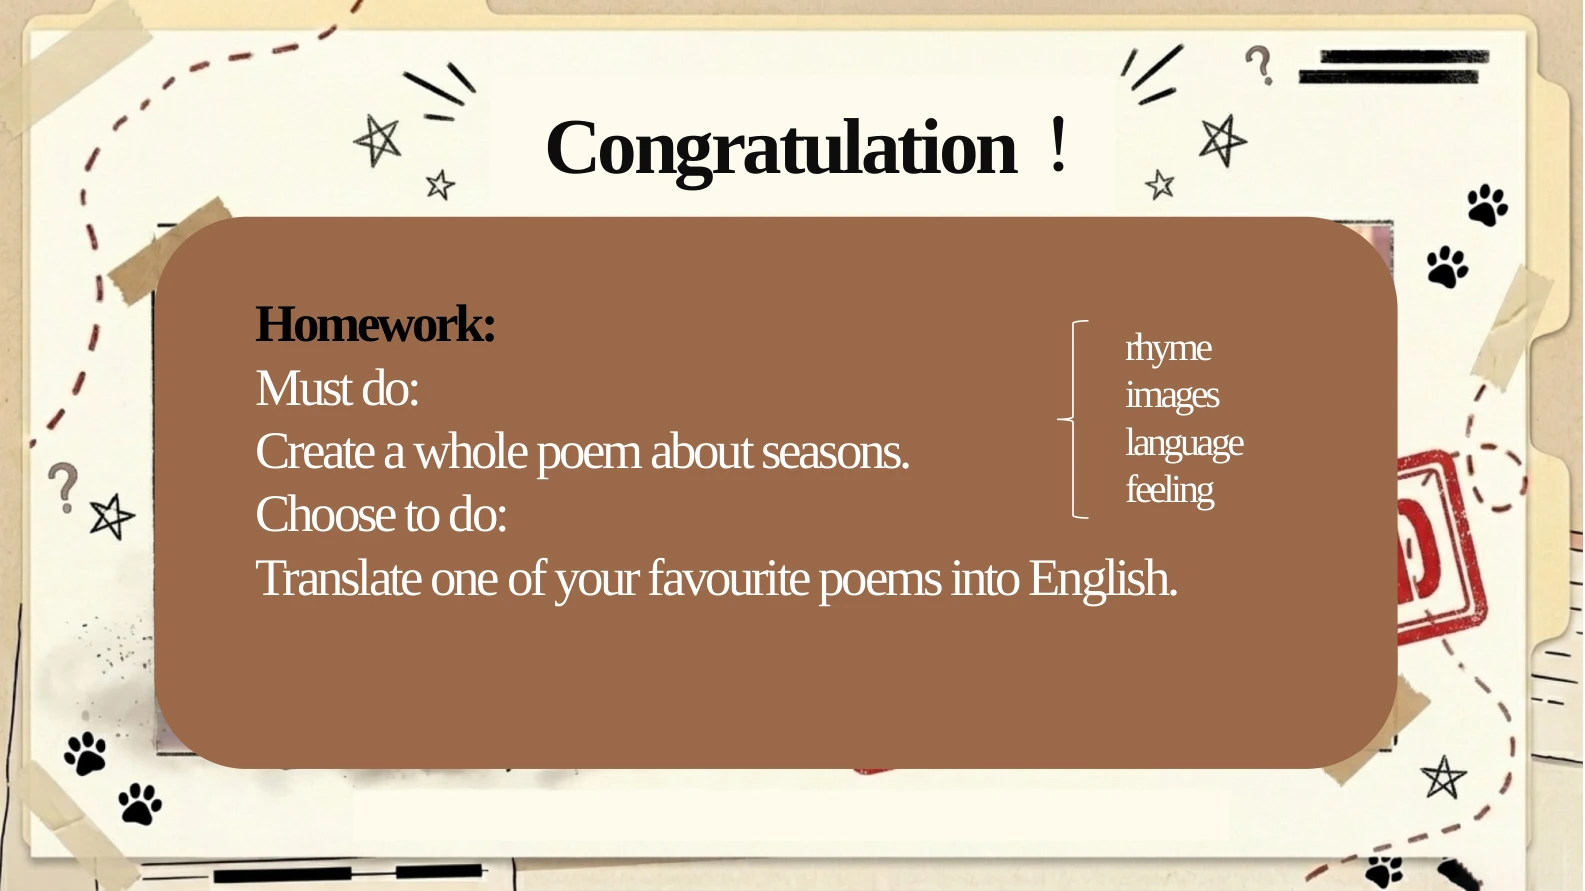 Congratulation！
Homework:
Must do:
Create a whole poem about seasons.
Choose to do:
Translate one of your favourite poems into English.
rhyme
images
language
feeling